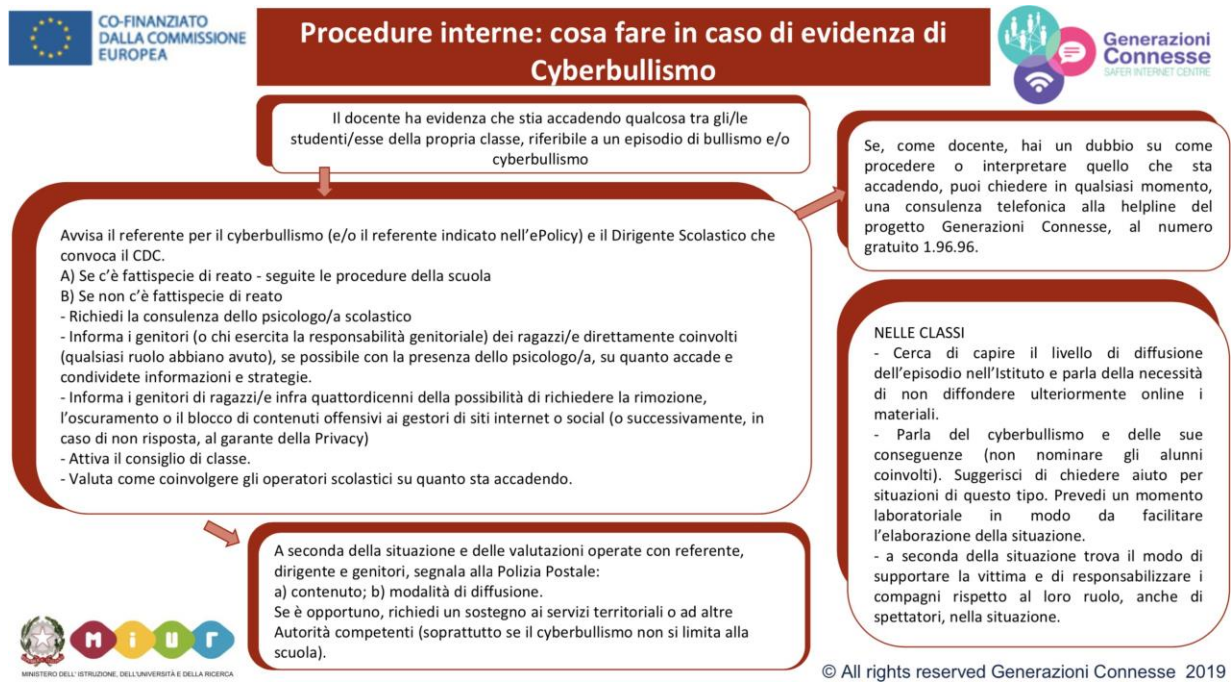 CO-FINANZIATO
DALLA COMMISSIONE
EUROPEA
Procedure interne: cosa fare in caso di evidenza di
Cyberbullismo
Generazioni
Connesse
SAFER INTERNET CENTRE
Il docente ha evidenza che stia accadendo qualcosa tra gli/le
studenti/esse della propria classe, riferibile a un episodio di bullismo e/o
cyberbullismo
Se, come docente, hai un dubbio su come
procedere o interpretare quello che sta
accadendo, puoi chiedere in qualsiasi momento,
una consulenza telefonica alla helpline del
progetto Generazioni Connesse, al numero
gratuito 1.96.96.
Avvisa il referente per il cyberbullismo (e/o il referente indicato nell'ePolicy) e il Dirigente Scolastico che
convoca il CDC.
A) Se c'è fattispecie di reato - seguite le procedure della scuola
B) Se non c'è fattispecie di reato
- Richiedi la consulenza dello psicologo/a scolastico
- Informa i genitori (o chi esercita la responsabilità genitoriale) dei ragazzi/e direttamente coinvolti
(qualsiasi ruolo abbiano avuto), se possibile con la presenza dello psicologo/a, su quanto accade e
condividete informazioni e strategie.
- Informa i genitori di ragazzi/e infra quattordicenni della possibilità di richiedere la rimozione,
l'oscuramento o il blocco di contenuti offensivi ai gestori di siti internet o social (o successivamente, in
caso di non risposta, al garante della Privacy)
- Attiva il consiglio di classe.
- Valuta come coinvolgere gli operatori scolastici su quanto sta accadendo.
NELLE CLASSI
- Cerca di capire il livello di diffusione
dell'episodio nell'Istituto e parla della necessità
di non diffondere ulteriormente online i
materiali.
- Parla del cyberbullismo e delle sue
conseguenze (non nominare gli alunni
coinvolti). Suggerisci di chiedere aiuto per
situazioni di questo tipo. Prevedi un momento
laboratoriale in modo da facilitare
l'elaborazione della situazione.
- a seconda della situazione trova il modo di
supportare la vittima e di responsabilizzare i
compagni rispetto al loro ruolo, anche di
spettatori, nella situazione.
A seconda della situazione e delle valutazioni operate con referente,
dirigente e genitori, segnala alla Polizia Postale:
a) contenuto; b) modalità di diffusione.
Se è opportuno, richiedi un sostegno ai servizi territoriali o ad altre
Autorità competenti (soprattutto se il cyberbullismo non si limita alla
scuola).
miur
MINISTERO DELL' ISTRUZIONE, DELL'UNIVERSITÀ E DELLA RICERCA
© All rights reserved Generazioni Connesse 2019